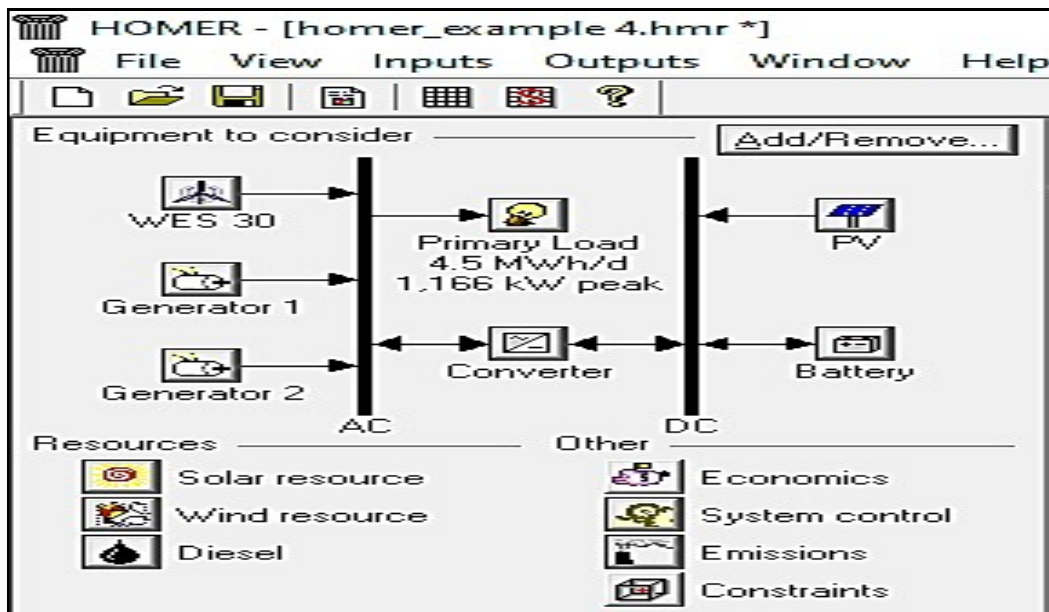 HOMER - [homer_example 4.hmr *]
File View Inputs Outputs Window Help
Equipment to consider Add/Remove...
WES 30
Primary Load
4.5 MWh/d
1,166 kW peak
PV
Generator 1
Converter
Battery
Generator 2
AC DC
Resources Other
Solar resource Economics
Wind resource System control
Diesel Emissions
Constraints